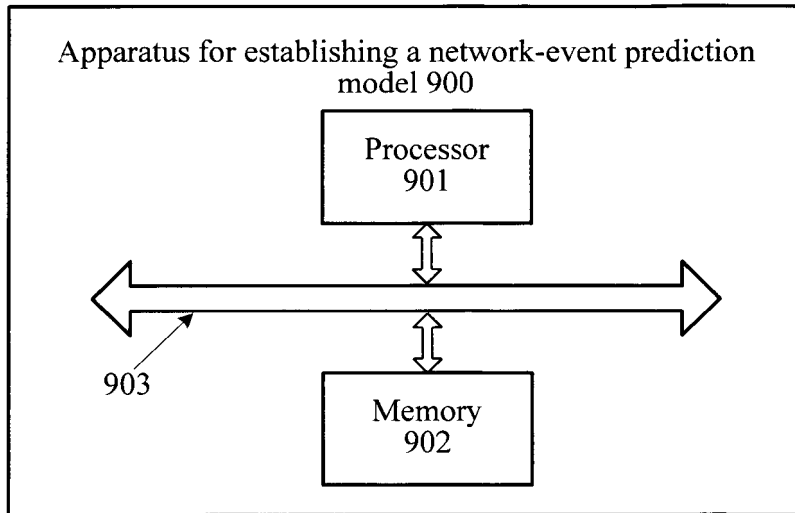 Apparatus for establishing a network-event prediction
model 900
Processor
901
903
Memory
902